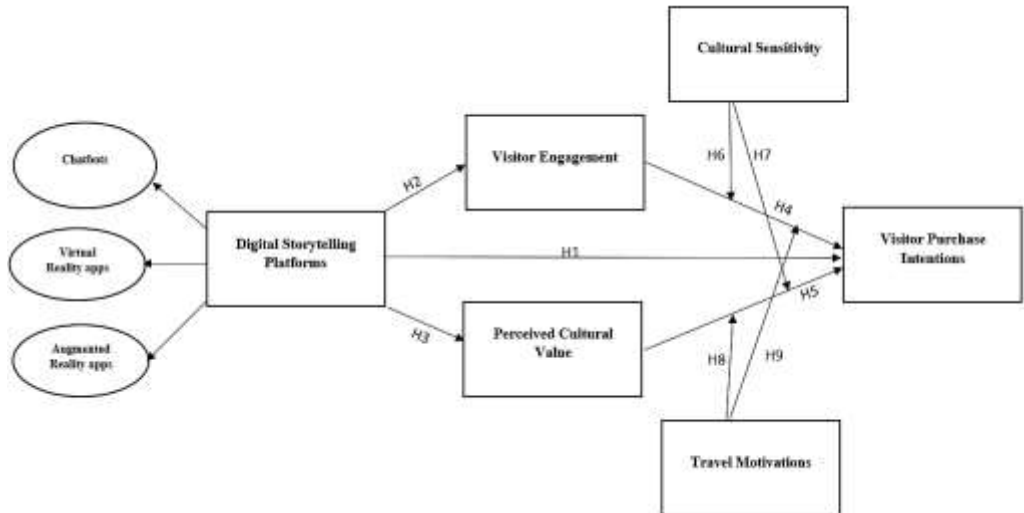 Cultural Sensitivity
Chatbots
Visitor Engagement
H6
H7
H2
H4
Virtual
Reality apps
Digital Storytelling
Platforms
H1
Visitor Purchase
Intentions
H5
H3
Augmented
Reality apps
Perceived Cultural
Value
H8
H9
Travel Motivations